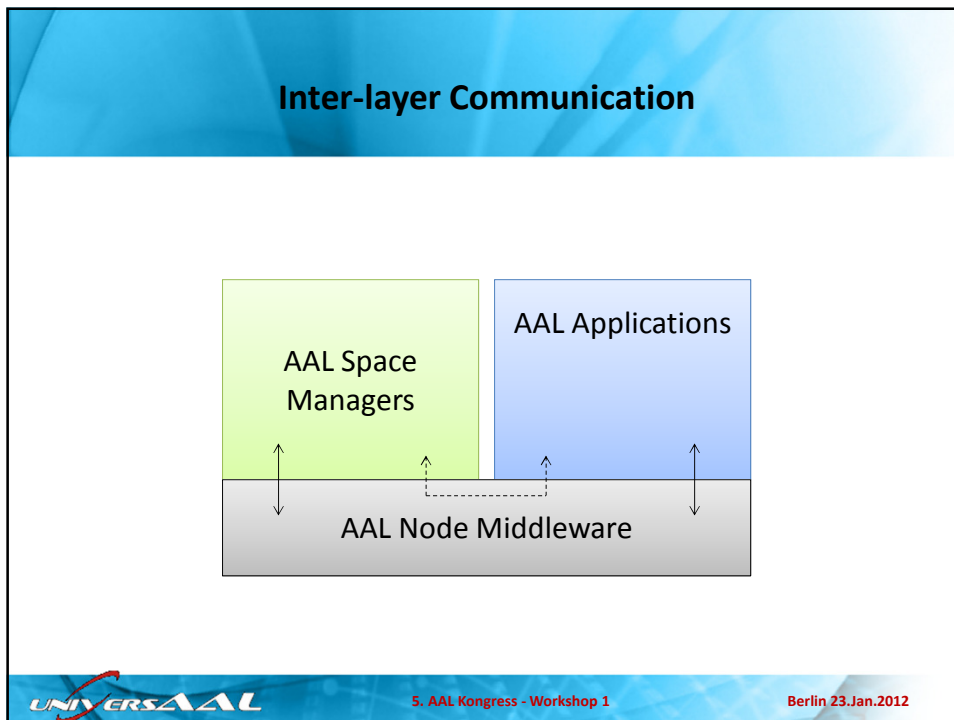 Inter-layer Communication
AAL Space
Managers
AAL Applications
AAL Node Middleware
UNIVERSAAL
5. AAL Kongress - Workshop 1
Berlin 23.Jan.2012